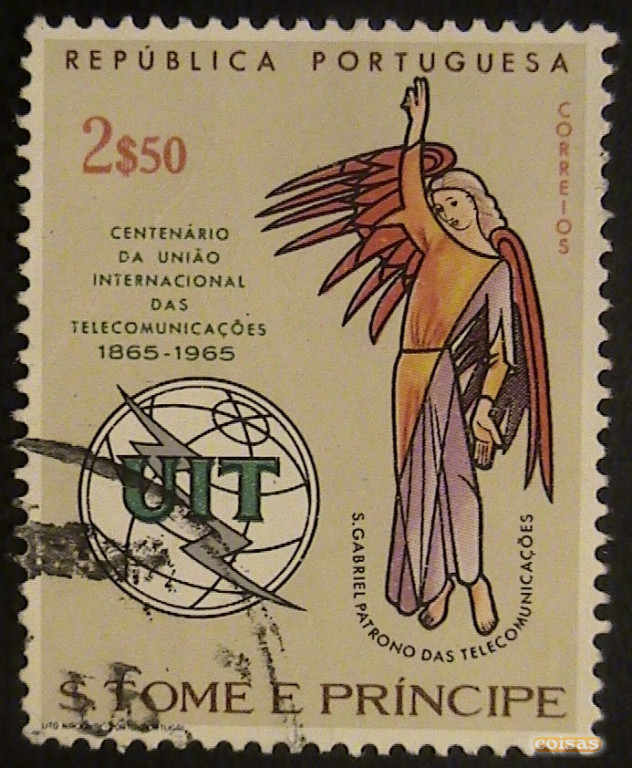 REPÚBLICA PORTUGUESA
2$50
CORREIOS
CENTENÁRIO
DA UNIÃO
INTERNACIONAL
DAS
TELECOMUNICAÇÕES
1865-1965
UIT
S. GABRIEL PATRONO DAS TELECOMUNICAÇÕES
S. TOMÉ E PRÍNCIPE
coisas